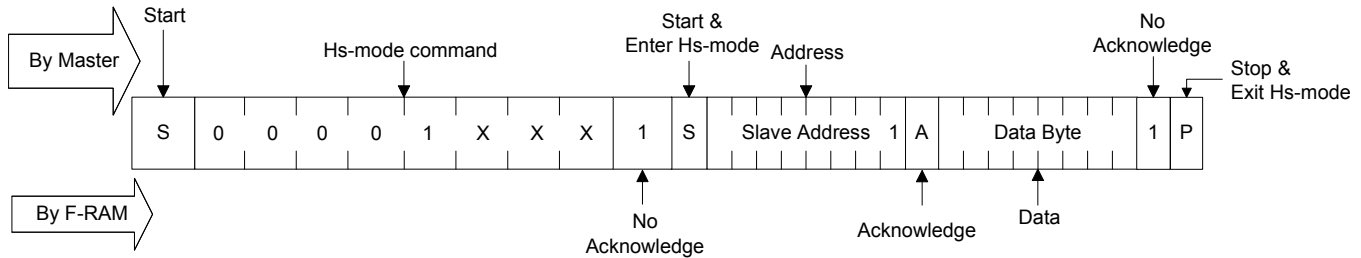 Start
By Master
Hs-mode command
Start &
Enter Hs-mode
Address
No
Acknowledge
Stop &
Exit Hs-mode
S 0 0 0 0 1 X X X 1 S Slave Address 1 A Data Byte 1 P
By F-RAM
No
Acknowledge
Acknowledge
Data